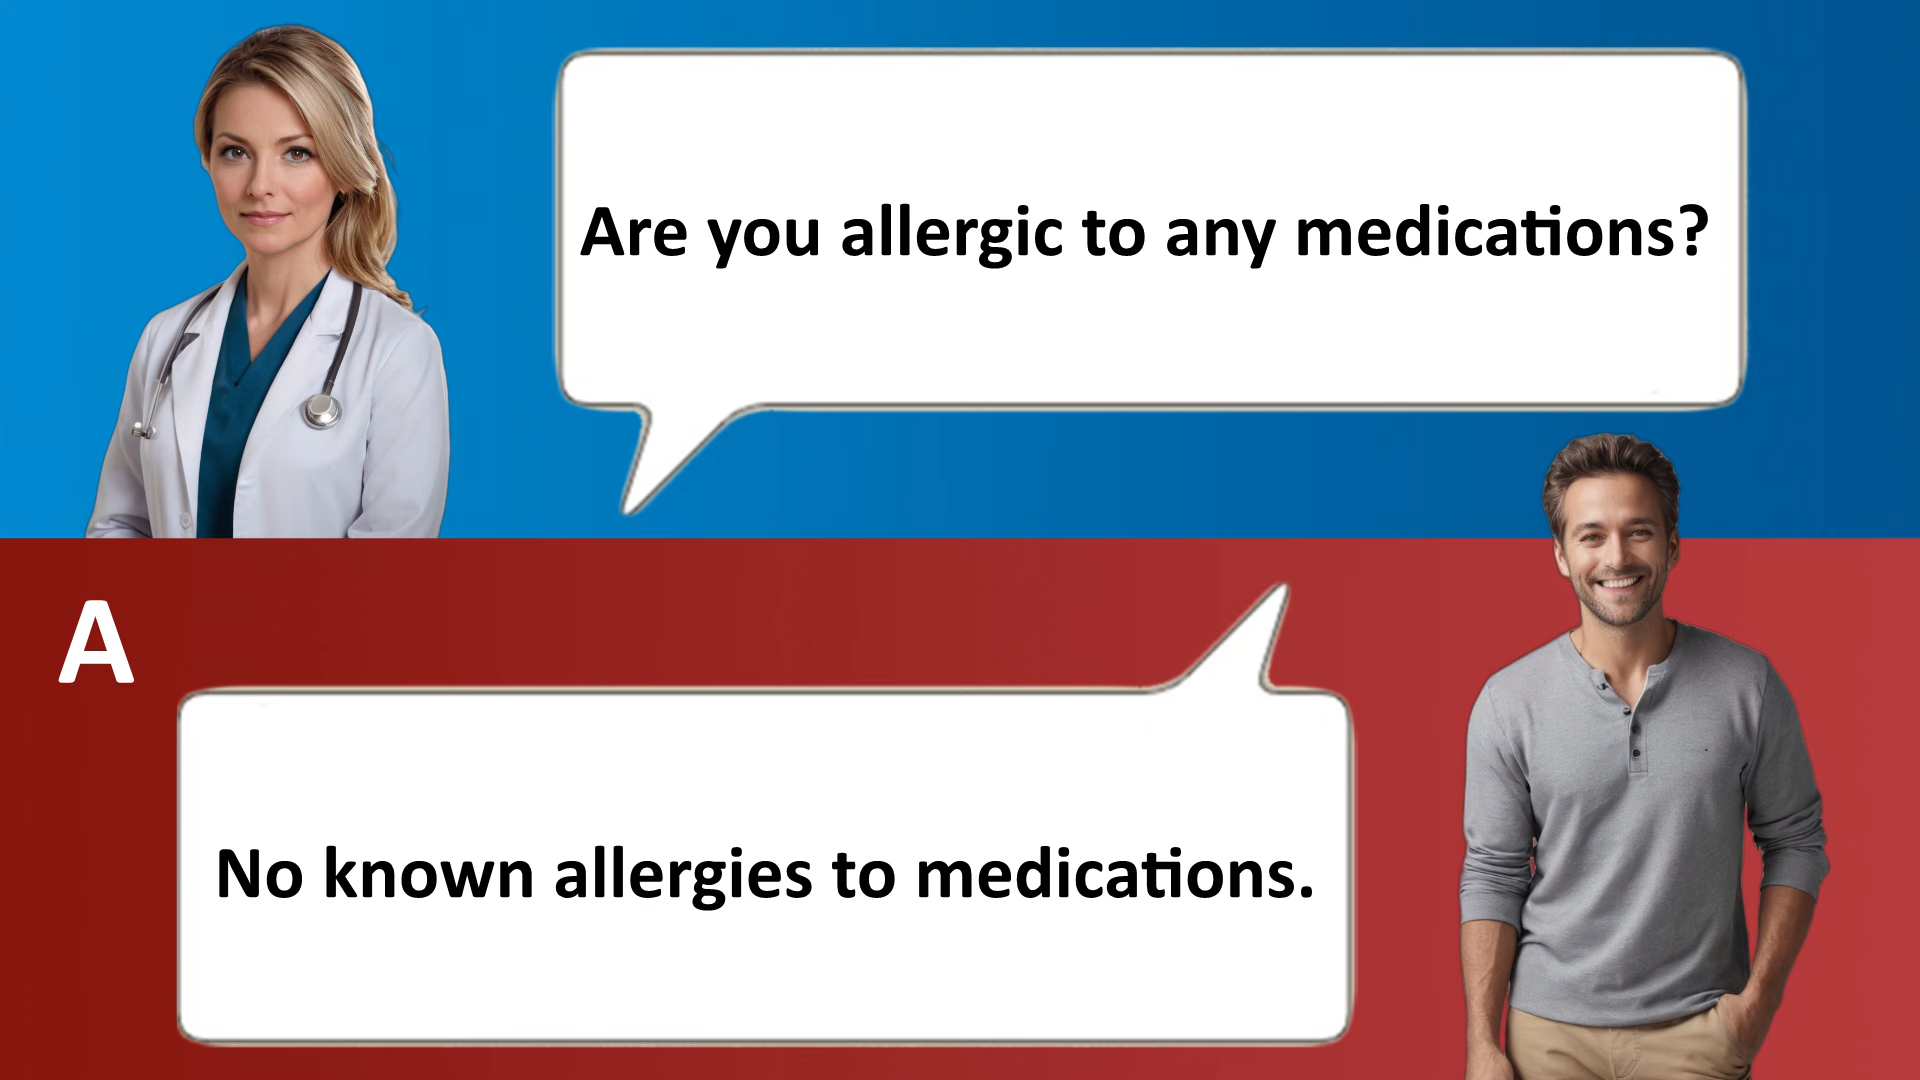 Are you allergic to any medications?
A
No known allergies to medications.